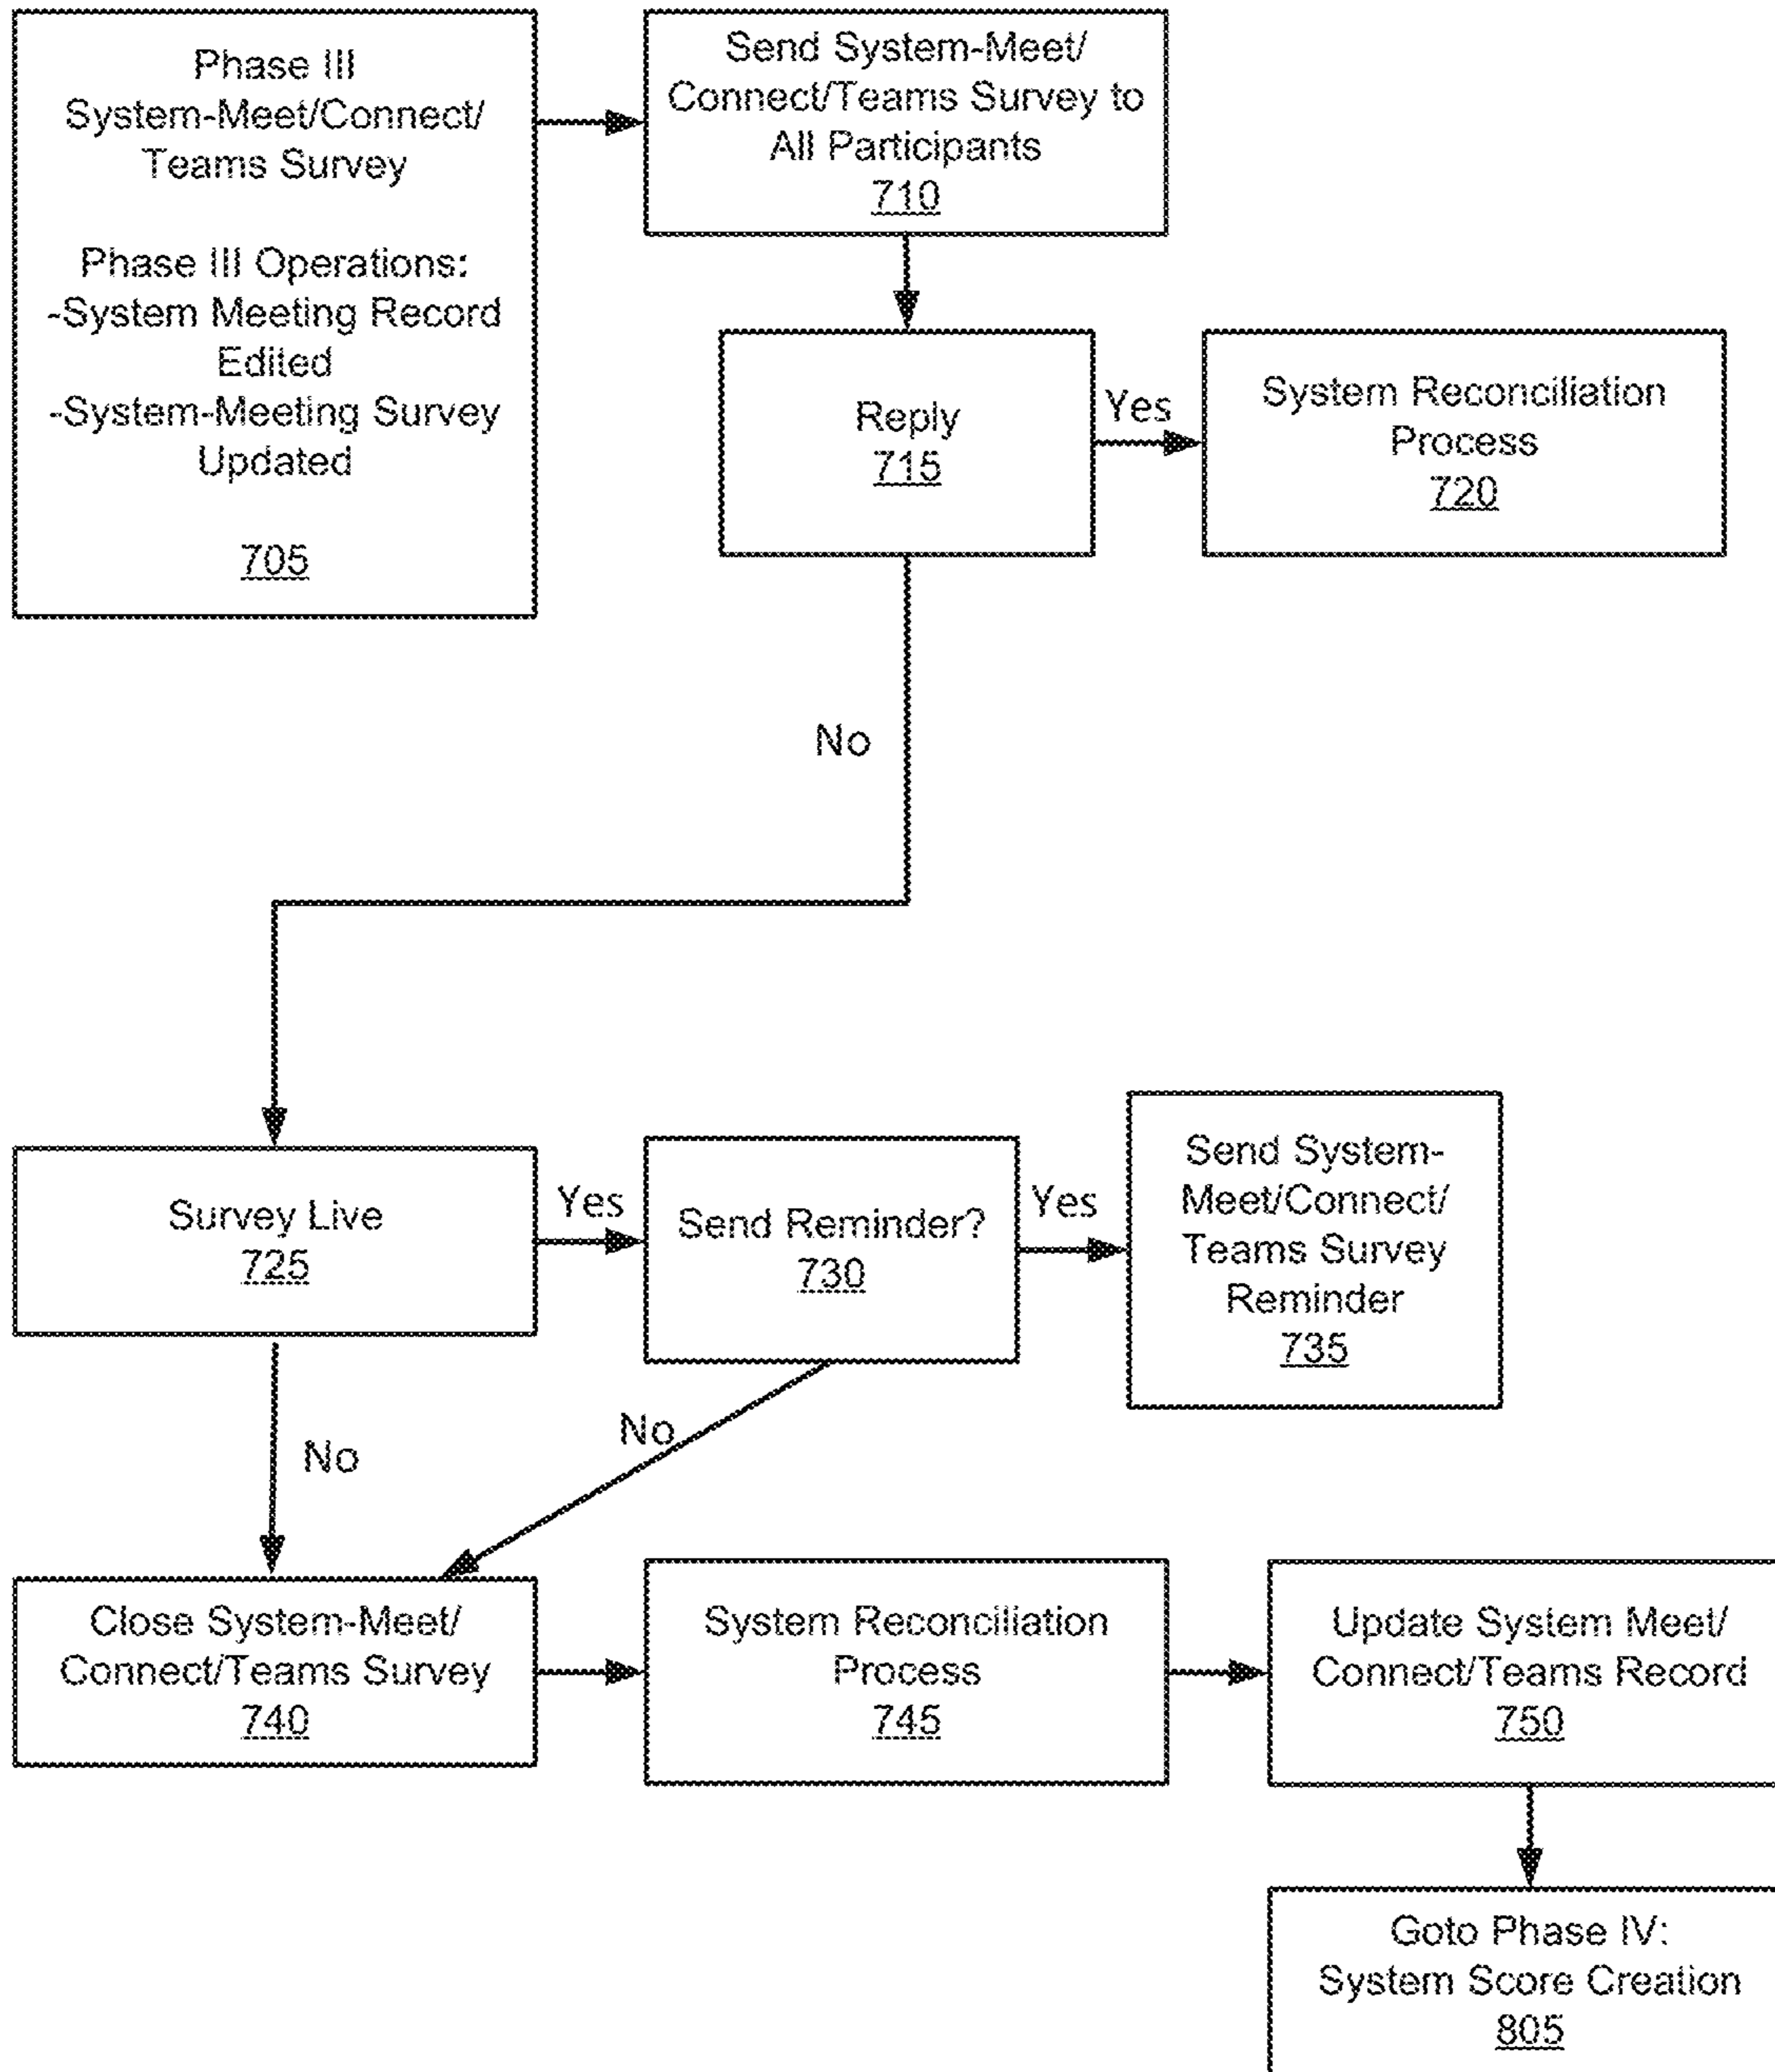 Phase III
System-Meet/Connect/
Teams Survey
Phase III Operations:
-System Meeting Record
Edited
-System-Meeting Survey
Updated
705
Send System-Meet/
Connect/Teams Survey to
All Participants
710
Reply
715
Yes
System Reconciliation
Process
720
No
Survey Live
725
Yes
Send Reminder?
730
Yes
Send System-
Meet/Connect/
Teams Survey
Reminder
735
No
No
Close System-Meet/
Connect/Teams Survey
740
System Reconciliation
Process
745
Update System Meet/
Connect/Teams Record
750
Goto Phase IV:
System Score Creation
805